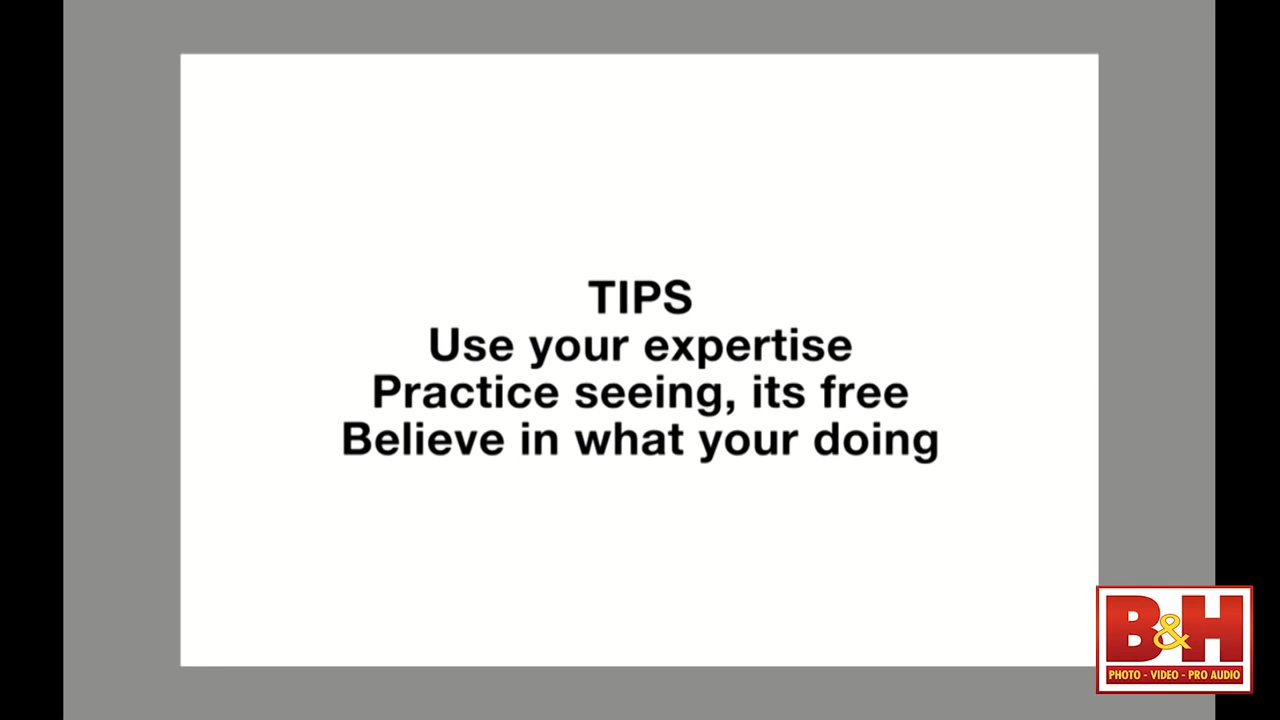 TIPS
Use your expertise
Practice seeing, its free
Believe in what your doing
B&H
PHOTO - VIDEO - PRO AUDIO